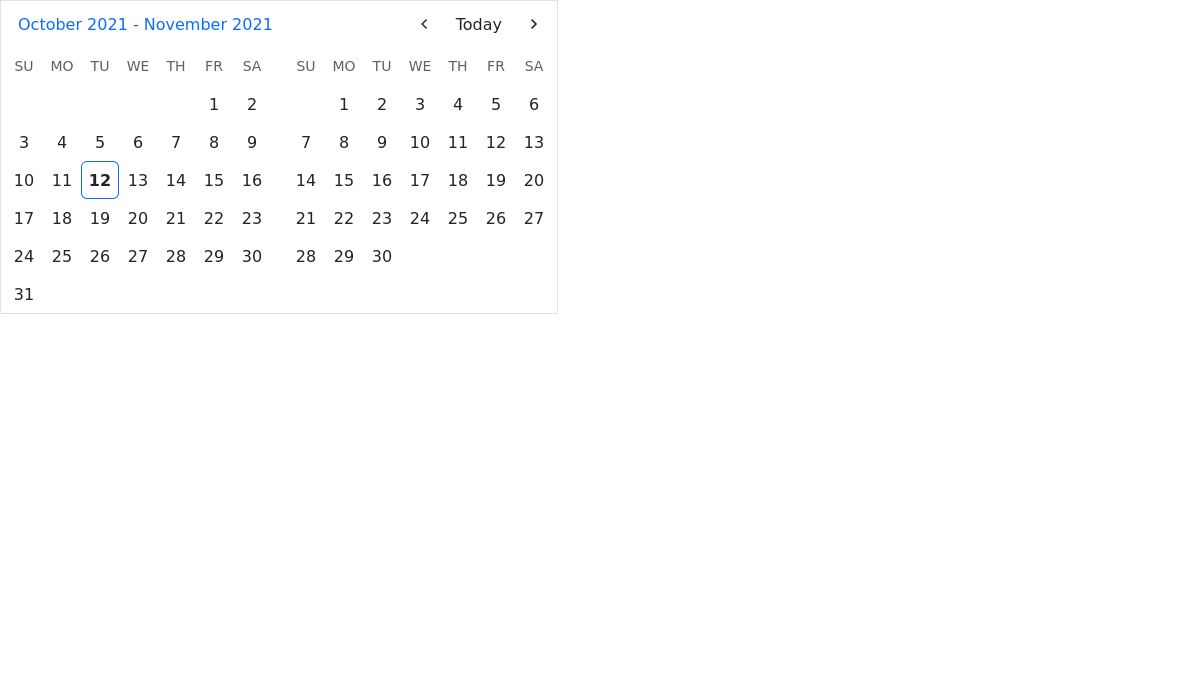 October 2021 - November 2021 Today
SU MO TU WE TH FR SA SU MO TU WE TH FR SA
1 2 1 2 3 4 5 6
3 4 5 6 7 8 9 7 8 9 10 11 12 13
10 11 12 13 14 15 16 14 15 16 17 18 19 20
17 18 19 20 21 22 23 21 22 23 24 25 26 27
24 25 26 27 28 29 30 28 29 30
31